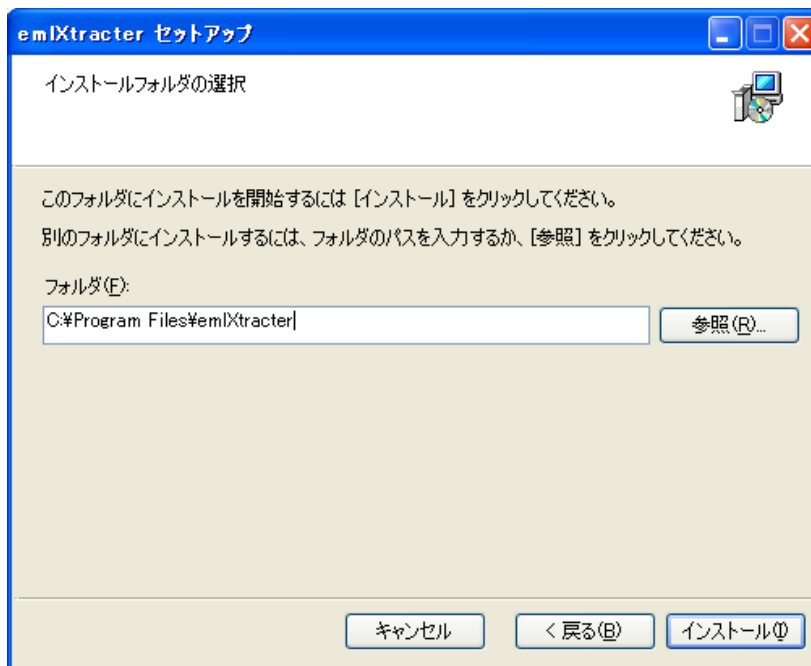 emlXtracter セットアップ
インストールフォルダの選択
このフォルダにインストールを開始するには [インストール] をクリックしてください。
別のフォルダにインストールするには、フォルダのパスを入力するか、[参照] をクリックしてください。
フォルダ(F):
C:¥Program Files¥emlXtracter
参照(R)...
キャンセル
< 戻る(B)
インストール(I)